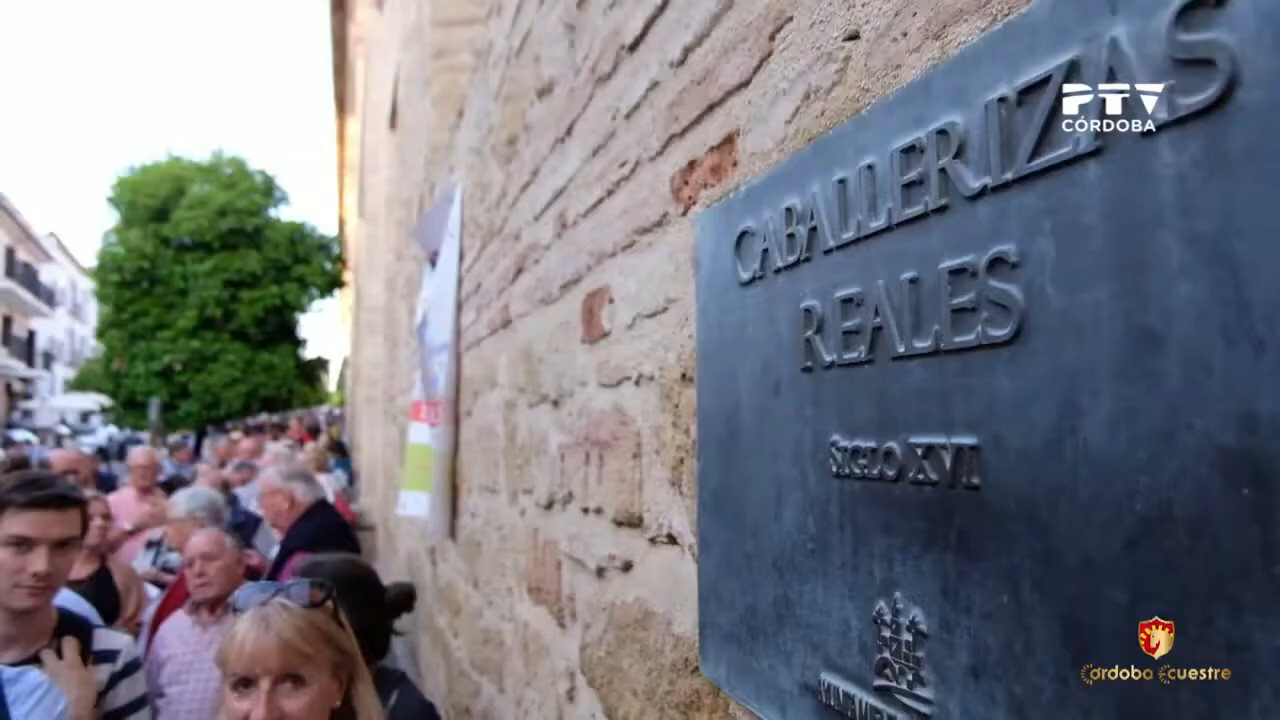 CABALLERIZAS
REALES
SIGLO XVI
PTV
CÓRDOBA
Córdoba Ecuestre